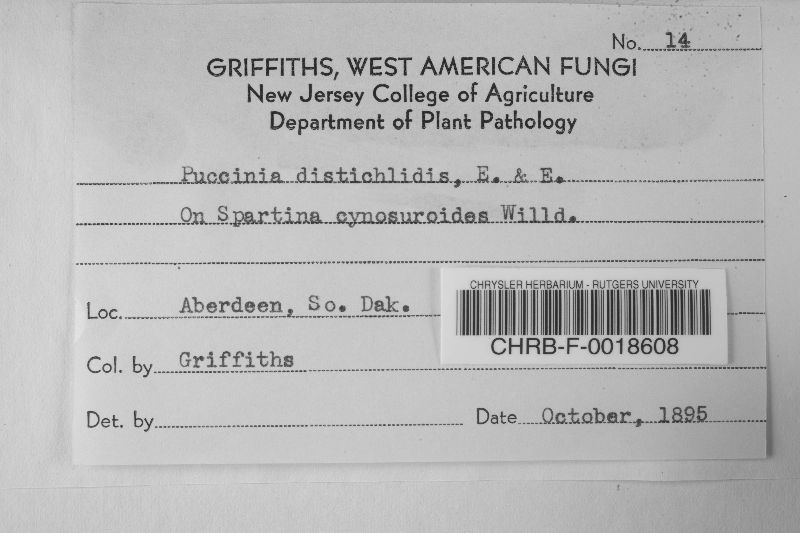 No. 14
GRIFFITHS, WEST AMERICAN FUNGI
New Jersey College of Agriculture
Department of Plant Pathology
Puccinia distichlidis, E. & E.
On Spartina cynosuroides Willd.
Loc. Aberdeen, So. Dak.
CHRYSLER HERBARIUM - RUTGERS UNIVERSITY
CHRB-F-0018608
Col. by Griffiths
Det. by
Date October, 1895